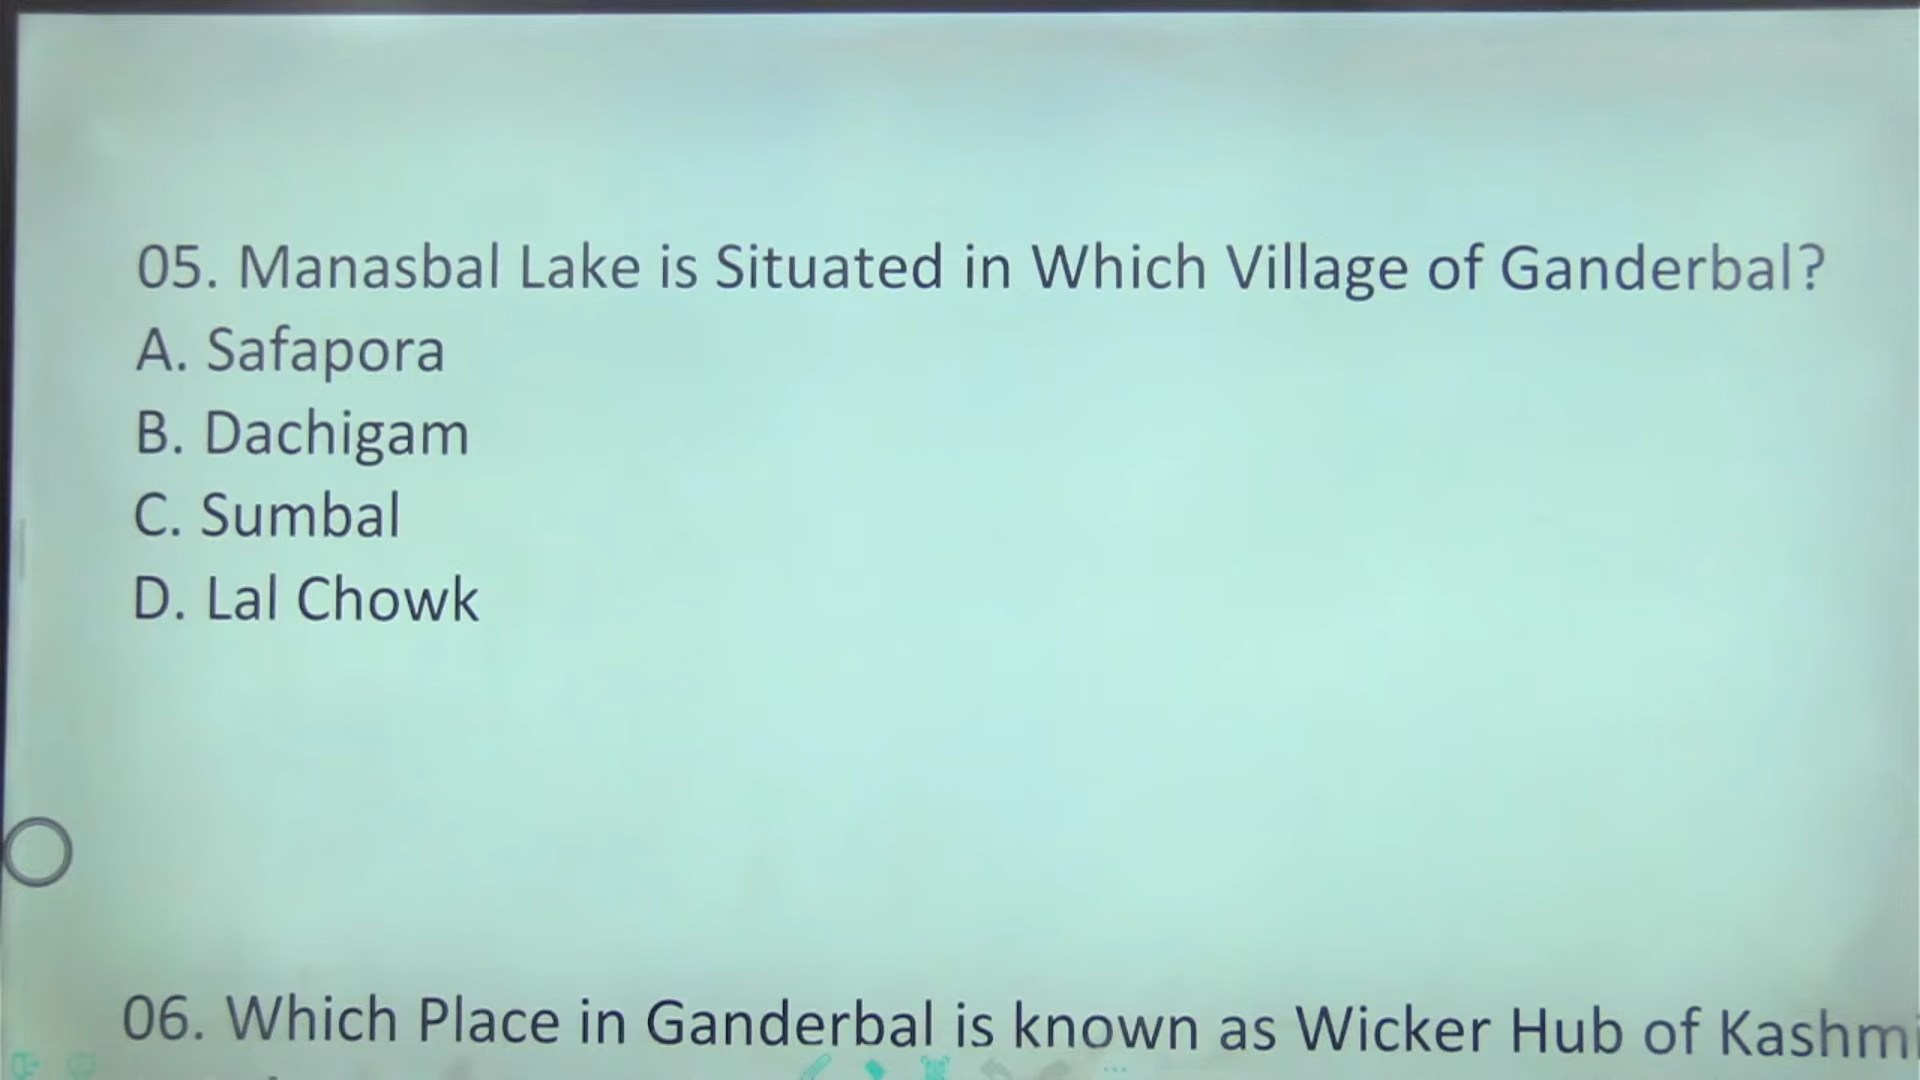 05. Manasbal Lake is Situated in Which Village of Ganderbal?
A. Safapora
B. Dachigam
C. Sumbal
D. Lal Chowk
06. Which Place in Ganderbal is known as Wicker Hub of